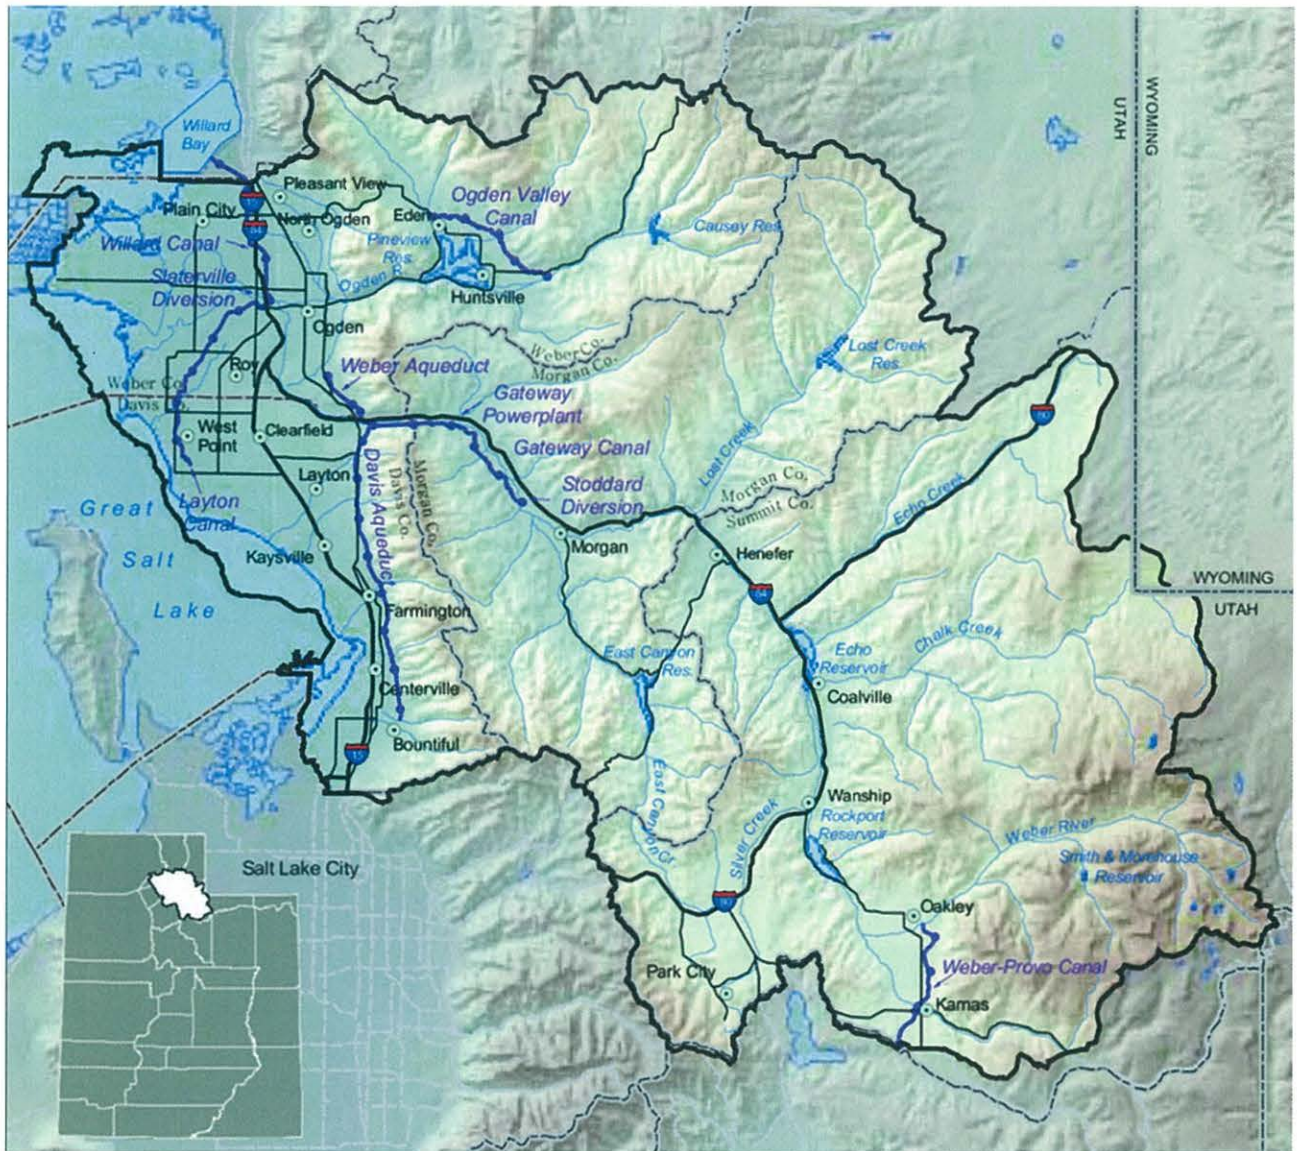 WYOMING
UTAH
Willard
Bay
Pleasant View
Plain City
North Ogden
84
Ogden Valley
Canal
Eden
Pineview
Res.
Causey Res.
Willard Canal
Slaterville
Diversion
Ogden R.
Huntsville
Ogden
Weber Co.
Morgan Co.
Lost Creek
Res.
Roy
Weber Aqueduct
Weber Co.
Davis Co.
Gateway
Powerplant
80
West
Point
Clearfield
Gateway Canal
Lost Creek
Layton
Davis Aqueduct
Davis Co.
Morgan Co.
Stoddard
Diversion
Morgan Co.
Summit Co.
Echo Creek
Great
Salt
Lake
Layton
Canal
Kaysville
Morgan
Henefer
84
WYOMING
UTAH
Farmington
East Canyon
Res.
Echo
Reservoir
Chalk Creek
Centerville
Coalville
Bountiful
15
East Canyon Cr.
Silver Creek
Wanship
Rockport
Reservoir
Weber River
Smith & Morehouse
Reservoir
Salt Lake City
80
Oakley
Park City
Weber-Provo Canal
Kamas